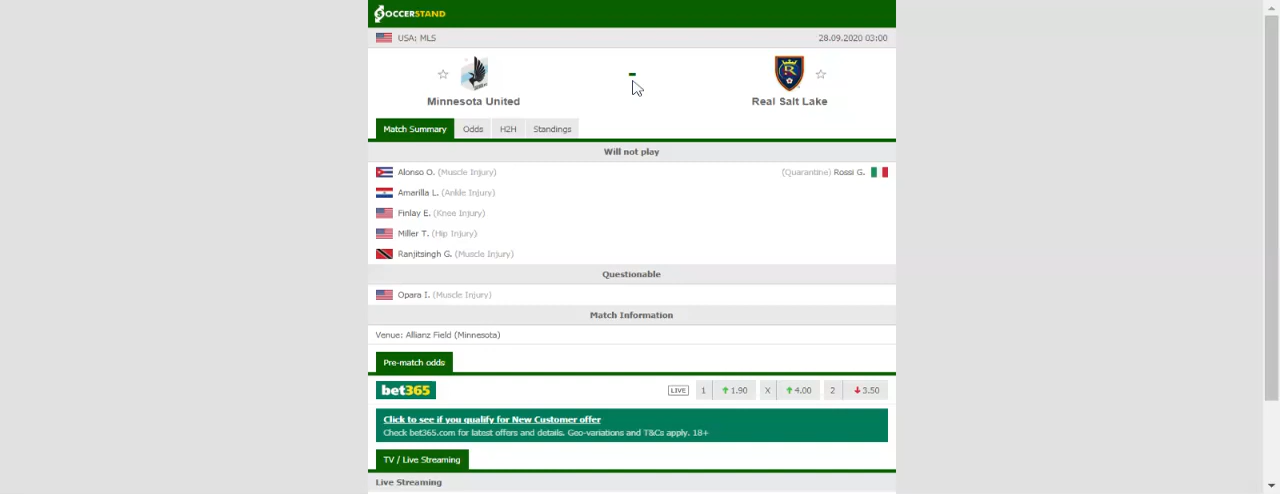 SOCCERSTAND
USA: MLS 28.09.2020 03:00
-
Minnesota United Real Salt Lake
Match Summary Odds H2H Standings
Will not play
Alonso O. (Muscle Injury) (Quarantine) Rossi G.
Amarilla L. (Ankle Injury)
Finlay E. (Knee Injury)
Miller T. (Hip Injury)
Ranjitsingh G. (Muscle Injury)
Questionable
Opara I. (Muscle Injury)
Match Information
Venue: Allianz Field (Minnesota)
Pre-match odds
bet365 LIVE 1 1.90 X 4.00 2 3.50
Click to see if you qualify for New Customer offer
Check bet365.com for latest offers and details. Geo-variations and T&Cs apply. 18+
TV / Live Streaming
Live Streaming